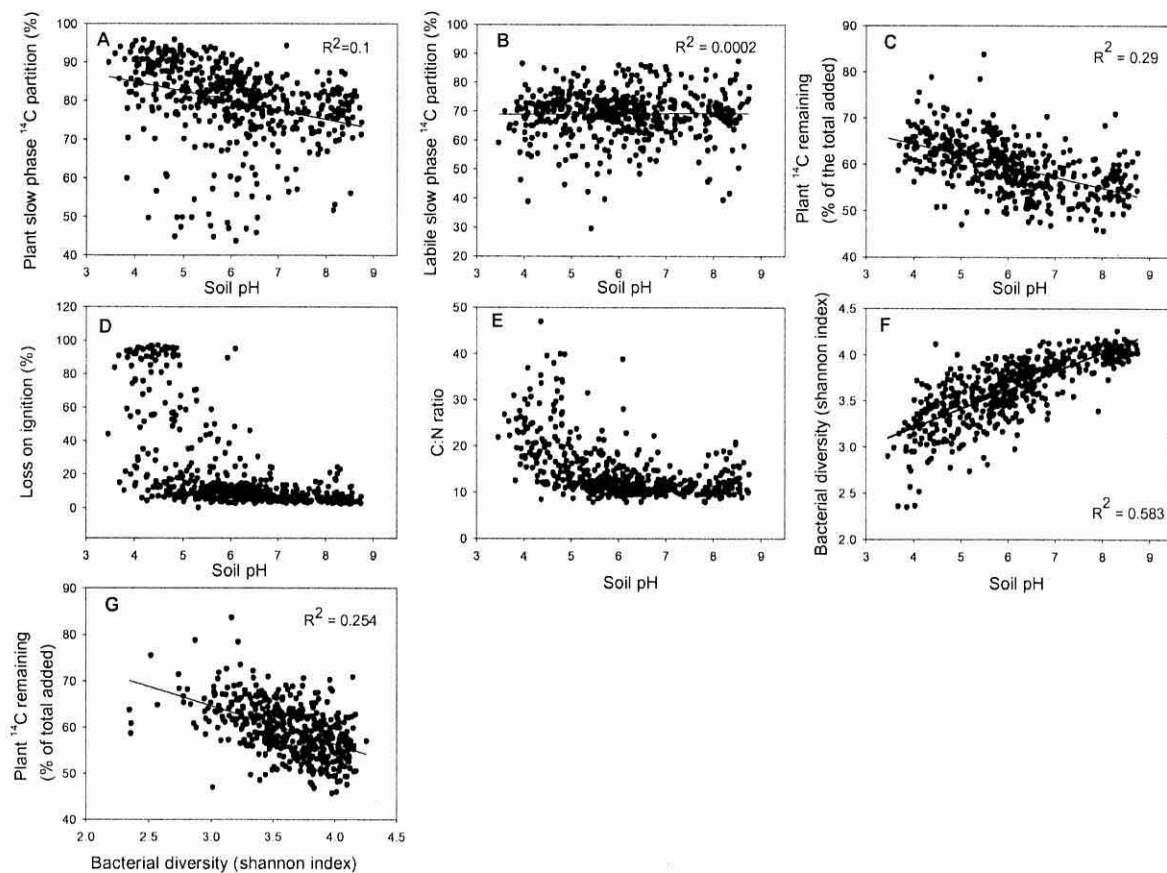 A
R²=0.1
Plant slow phase ¹⁴C partition (%)
100
90
80
70
60
50
40
3 4 5 6 7 8 9
Soil pH
B
R² = 0.0002
Labile slow phase ¹⁴C partition (%)
100
90
80
70
60
50
40
30
20
3 4 5 6 7 8 9
Soil pH
C
R² = 0.29
Plant ¹⁴C remaining
(% of the total added)
90
80
70
60
50
40
3 4 5 6 7 8 9
Soil pH
D
Loss on ignition (%)
120
100
80
60
40
20
0
3 4 5 6 7 8 9
Soil pH
E
C:N ratio
50
40
30
20
10
0
3 4 5 6 7 8 9
Soil pH
F
R² = 0.583
Bacterial diversity (shannon index)
4.5
4.0
3.5
3.0
2.5
2.0
3 4 5 6 7 8 9
Soil pH
G
R² = 0.254
Plant ¹⁴C remaining
(% of total added)
90
80
70
60
50
40
2.0 2.5 3.0 3.5 4.0 4.5
Bacterial diversity (shannon index)